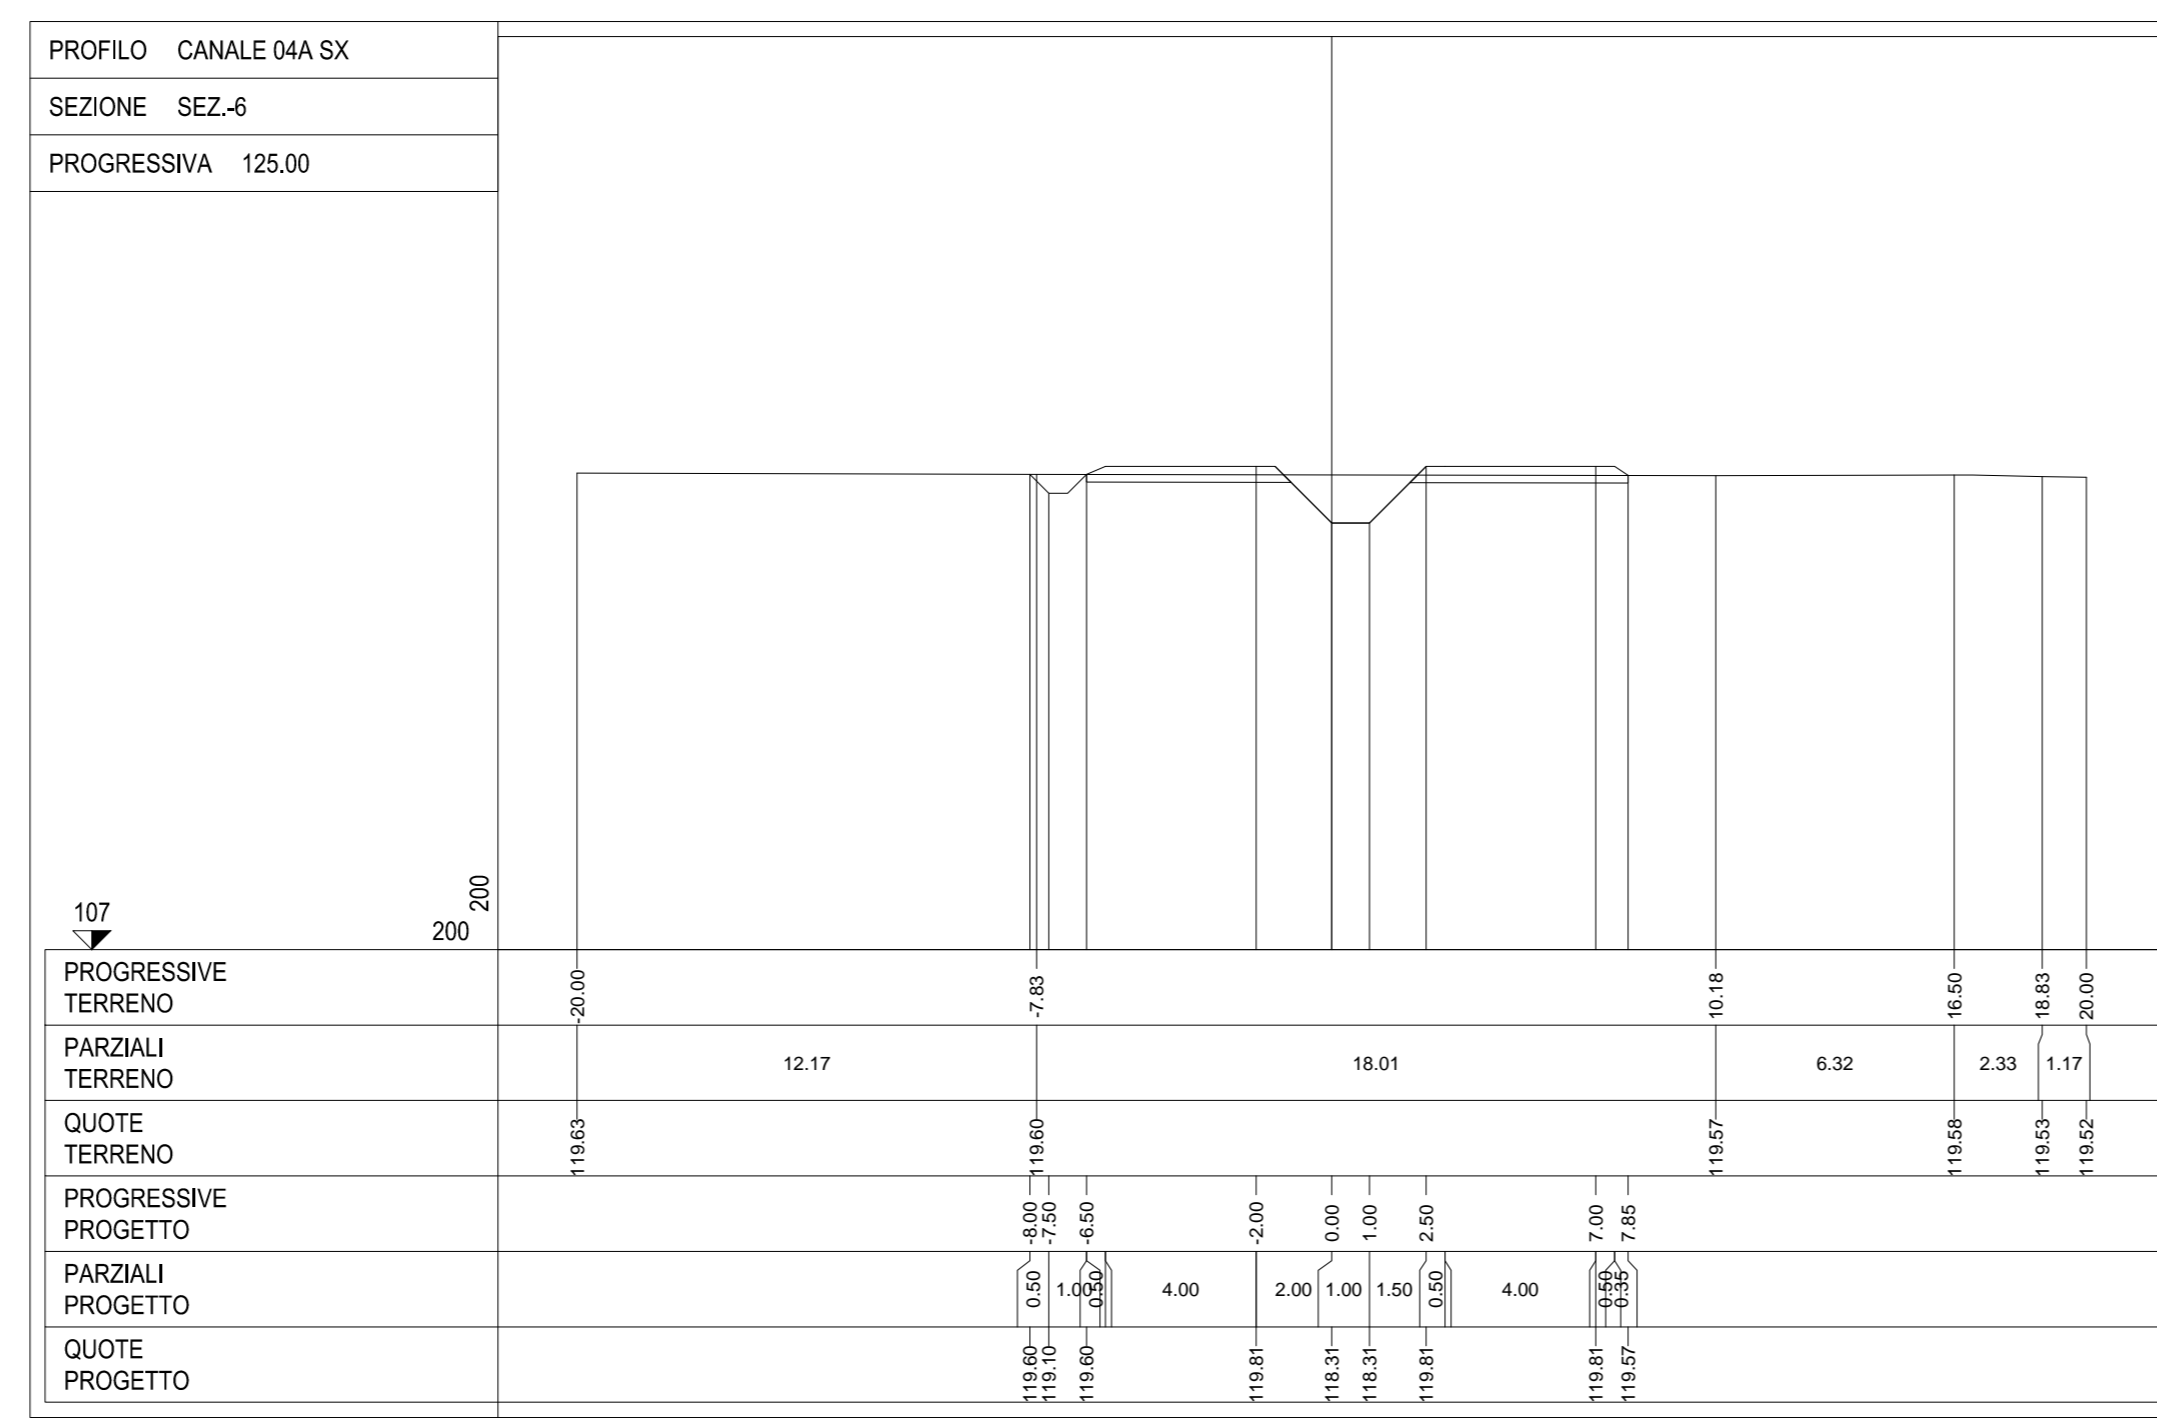 PROFILO CANALE 04A SX
SEZIONE SEZ.-6
PROGRESSIVA 125.00
200
107
200
PROGRESSIVE
TERRENO
-20.00 -7.83 10.18 16.50 18.83 20.00
PARZIALI
TERRENO
12.17 18.01 6.32 2.33 1.17
QUOTE
TERRENO
119.63 119.60 119.57 119.58 119.53 119.52
PROGRESSIVE
PROGETTO
-8.00 -7.50 -6.50 -2.00 0.00 1.00 2.50 7.00 7.85
PARZIALI
PROGETTO
0.50 1.00 0.50 4.00 2.00 1.00 1.50 0.50 4.00 0.50 0.35
QUOTE
PROGETTO
119.60 119.10 119.60 119.81 118.31 118.31 119.81 119.81 119.57